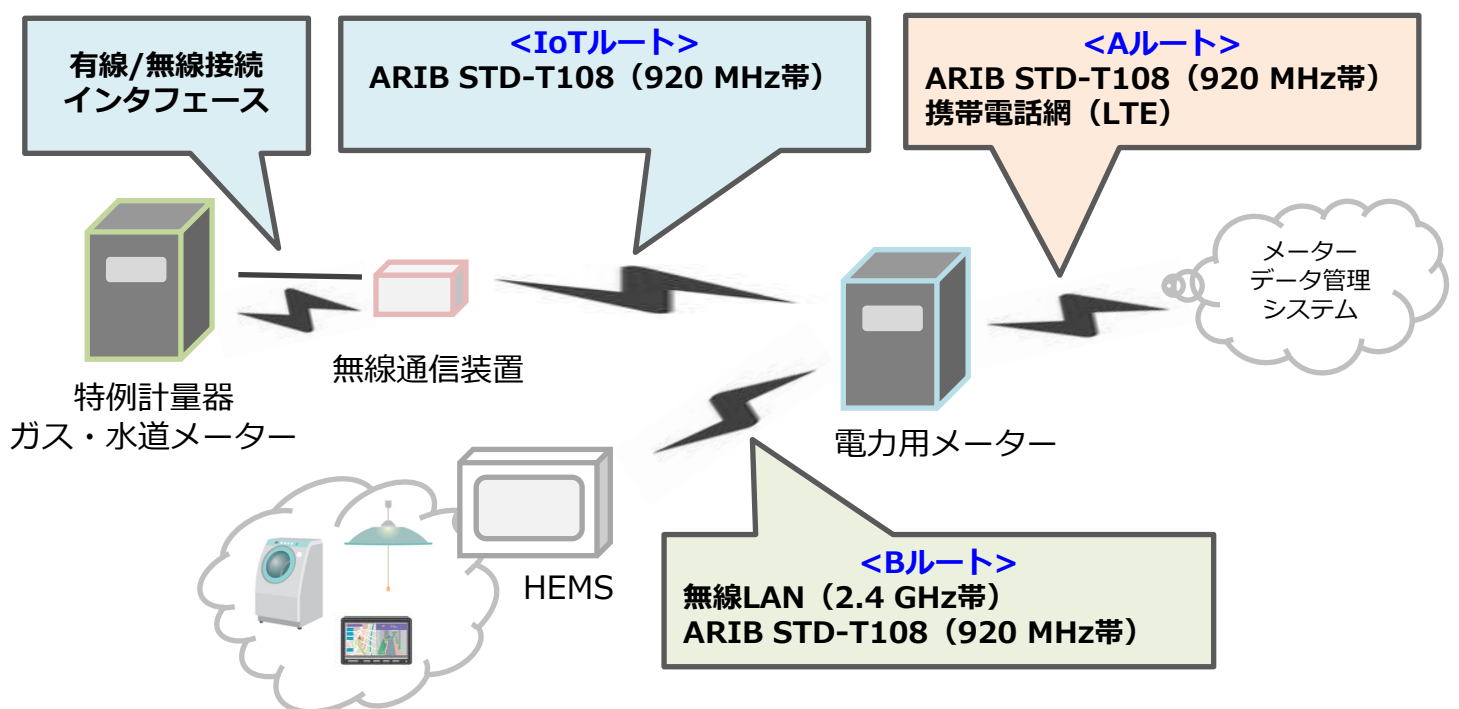 有線/無線接続
インタフェース
<IoTルート>
ARIB STD-T108（920 MHz帯）
<Aルート>
ARIB STD-T108（920 MHz帯）
携帯電話網（LTE）
メーター
データ管理
システム
無線通信装置
特例計量器
ガス・水道メーター
電力用メーター
HEMS
<Bルート>
無線LAN（2.4 GHz帯）
ARIB STD-T108（920 MHz帯）